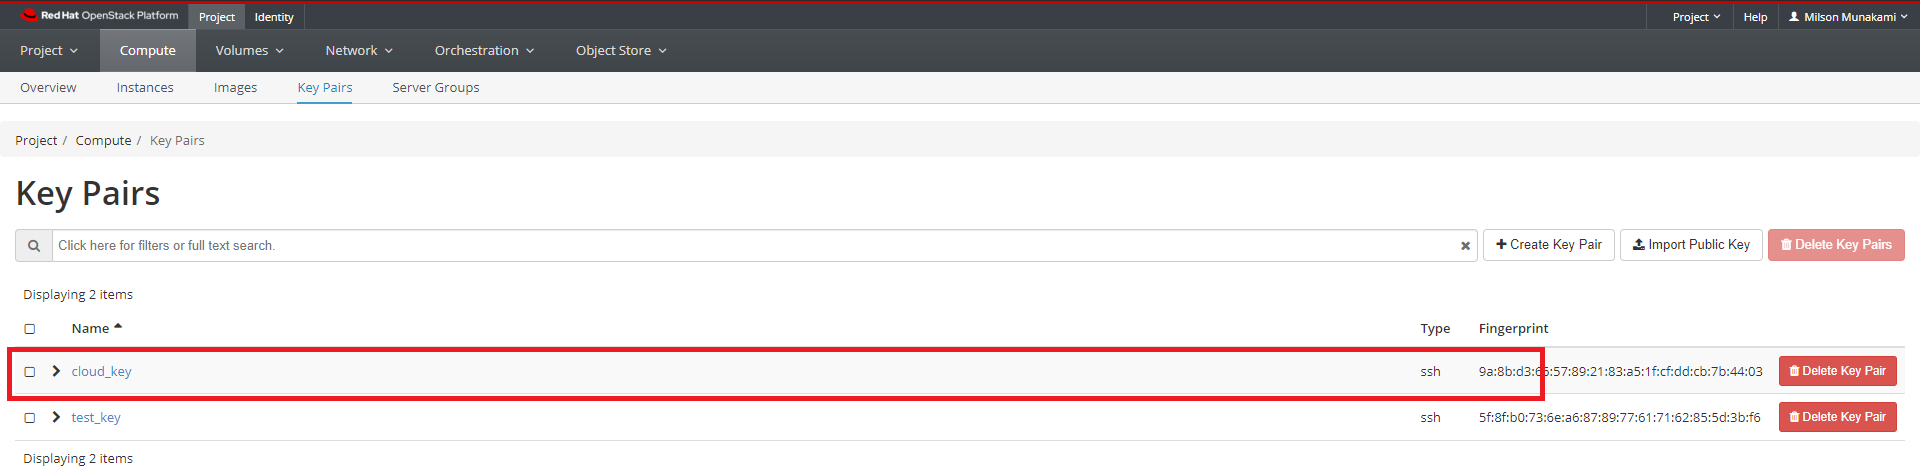 Red Hat OpenStack Platform Project Identity Project Help Milson Munakami
Project Compute Volumes Network Orchestration Object Store
Overview Instances Images Key Pairs Server Groups
Project / Compute / Key Pairs
Key Pairs
Click here for filters or full text search. Create Key Pair Import Public Key Delete Key Pairs
Displaying 2 items
Name Type Fingerprint
cloud_key ssh 9a:8b:d3:66:57:89:21:83:a5:1f:cf:dd:cb:7b:44:03 Delete Key Pair
test_key ssh 5f:8f:b0:73:6e:a6:87:89:77:61:71:62:85:5d:3b:f6 Delete Key Pair
Displaying 2 items